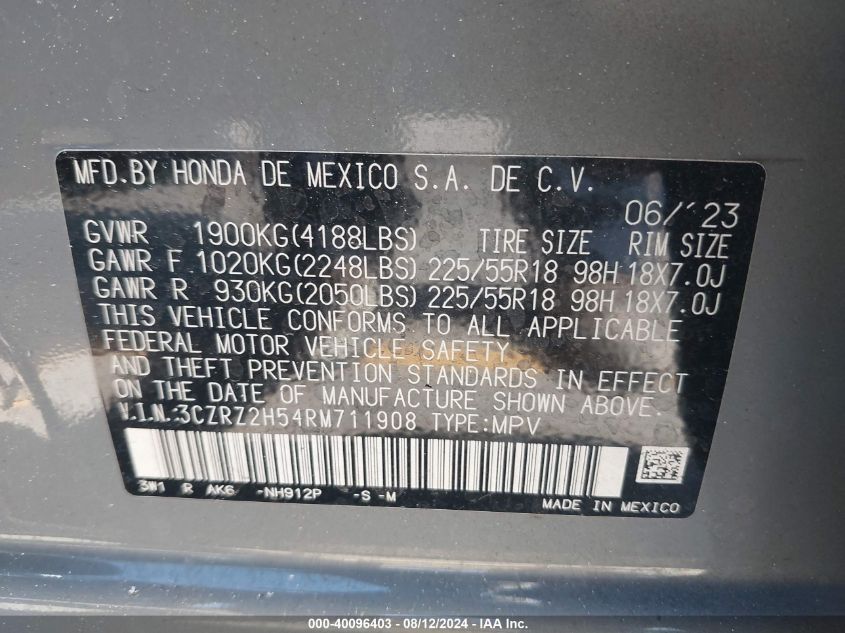 MFD.BY HONDA DE MEXICO S.A. DE C.V.
06/'23
GVWR 1900KG(4188LBS) TIRE SIZE RIM SIZE
GAWR F 1020KG(2248LBS) 225/55R18 98H 18X7.0J
GAWR R 930KG(2050LBS) 225/55R18 98H 18X7.0J
THIS VEHICLE CONFORMS TO ALL APPLICABLE
FEDERAL MOTOR VEHICLE SAFETY
AND THEFT PREVENTION STANDARDS IN EFFECT
ON THE DATE OF MANUFACTURE SHOWN ABOVE.
V.I.N:3CZRZ2H54RM711908 TYPE:MPV
3W1 R AK6 -NH912P -S -M
MADE IN MEXICO
000-40096403 - 08/12/2024 - IAA Inc.